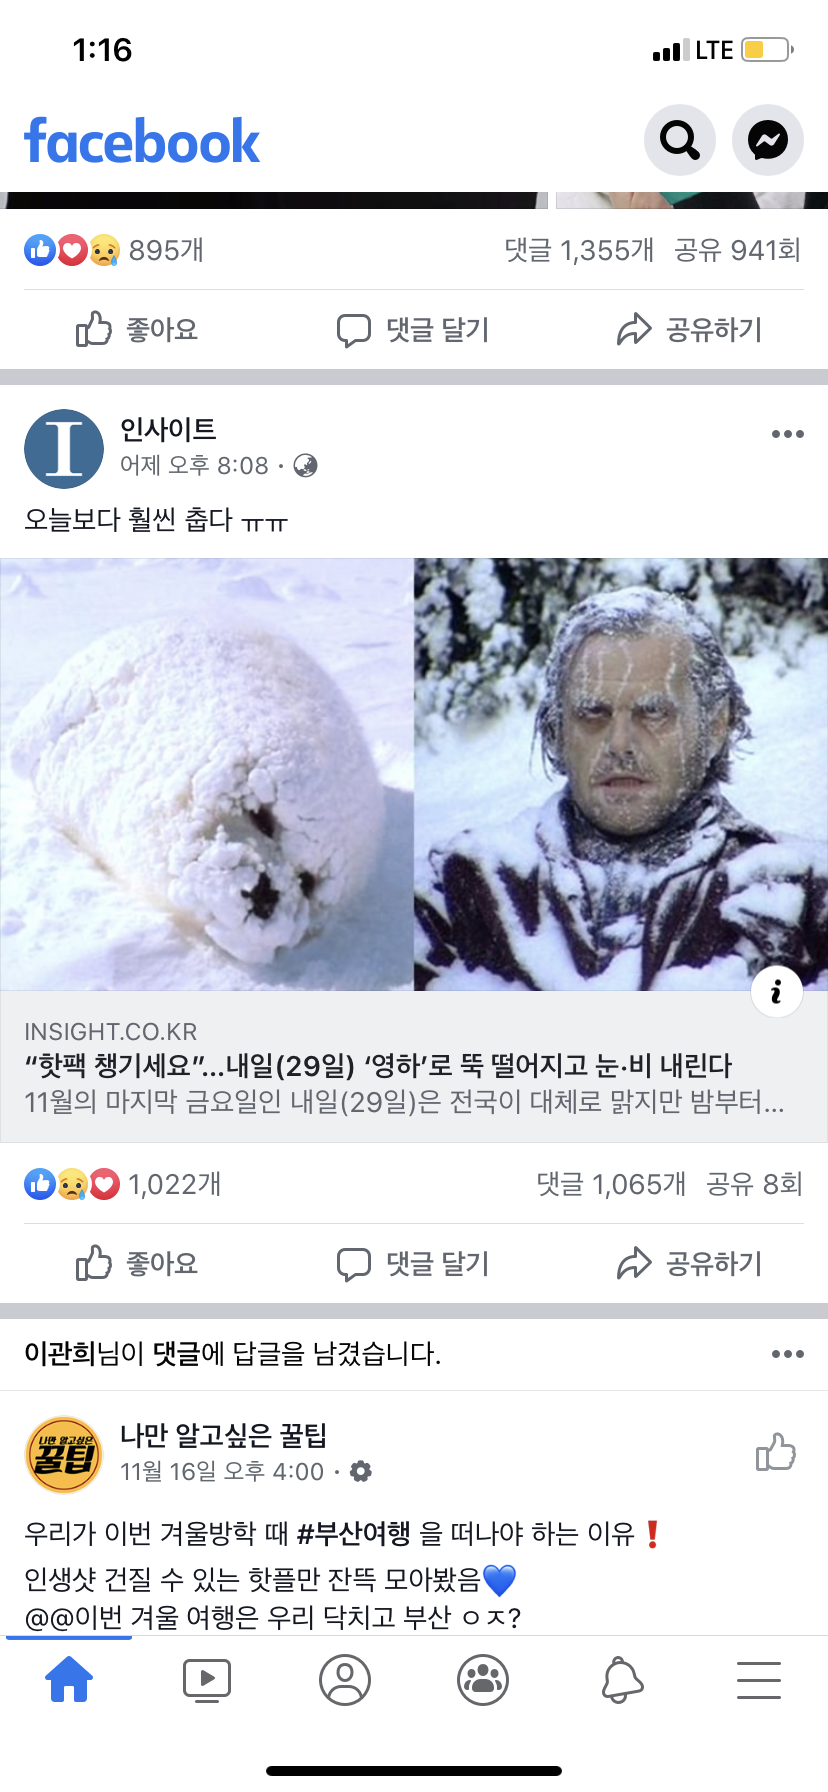 1:16 LTE
facebook
895개 댓글 1,355개 공유 941회
좋아요 댓글 달기 공유하기
I
인사이트
어제 오후 8:08 ·
오늘보다 훨씬 춥다 ㅠㅠ
i
INSIGHT.CO.KR
“핫팩 챙기세요”...내일(29일) ‘영하’로 뚝 떨어지고 눈·비 내린다
11월의 마지막 금요일인 내일(29일)은 전국이 대체로 맑지만 밤부터...
1,022개 댓글 1,065개 공유 8회
좋아요 댓글 달기 공유하기
이관희님이 댓글에 답글을 남겼습니다.
나만 알고싶은
꿀팁
나만 알고싶은 꿀팁
11월 16일 오후 4:00 ·
우리가 이번 겨울방학 때 #부산여행 을 떠나야 하는 이유❗
인생샷 건질 수 있는 핫플만 잔뜩 모아봤음💙
@@이번 겨울 여행은 우리 닥치고 부산 ㅇㅈ?